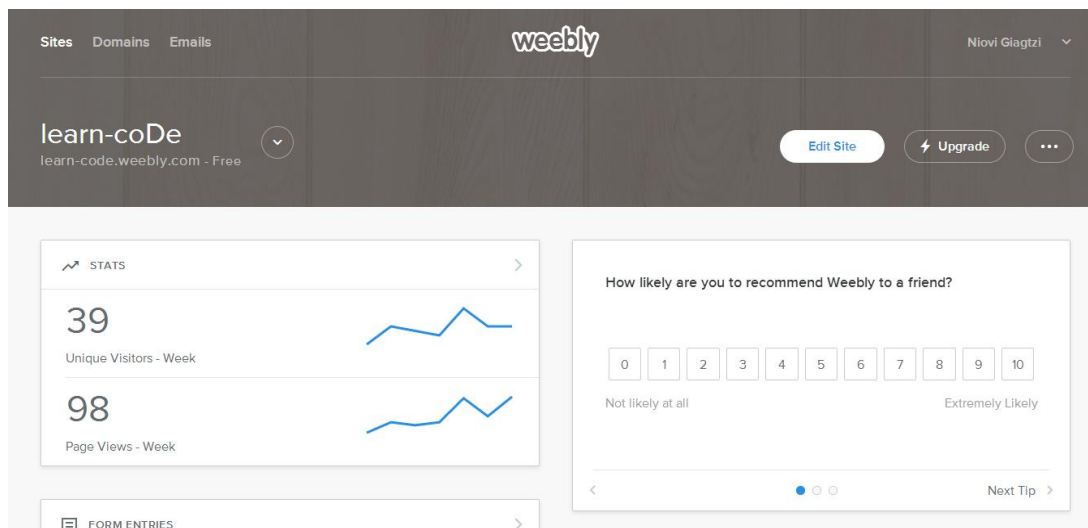 Sites Domains Emails weebly Niovi Giagtzi
learn-coDe
learn-code.weebly.com - Free
Edit Site Upgrade
STATS
39
Unique Visitors - Week
98
Page Views - Week
FORM ENTRIES
How likely are you to recommend Weebly to a friend?
0 1 2 3 4 5 6 7 8 9 10
Not likely at all Extremely Likely
Next Tip